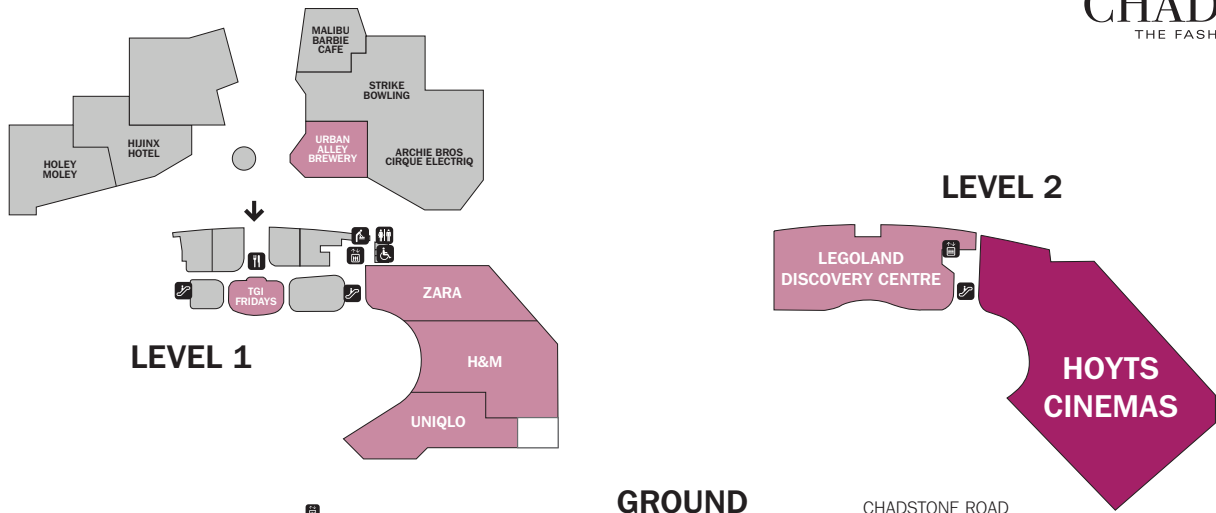 CHAD
THE FASH
MALIBU
BARBIE
CAFE
STRIKE
BOWLING
URBAN
ALLEY
BREWERY
ARCHIE BROS
CIRQUE ELECTRIQ
HIJINX
HOTEL
HOLEY
MOLEY
TGI
FRIDAYS
ZARA
H&M
UNIQLO
LEVEL 1
LEVEL 2
LEGOLAND
DISCOVERY CENTRE
HOYTS
CINEMAS
GROUND
CHADSTONE ROAD